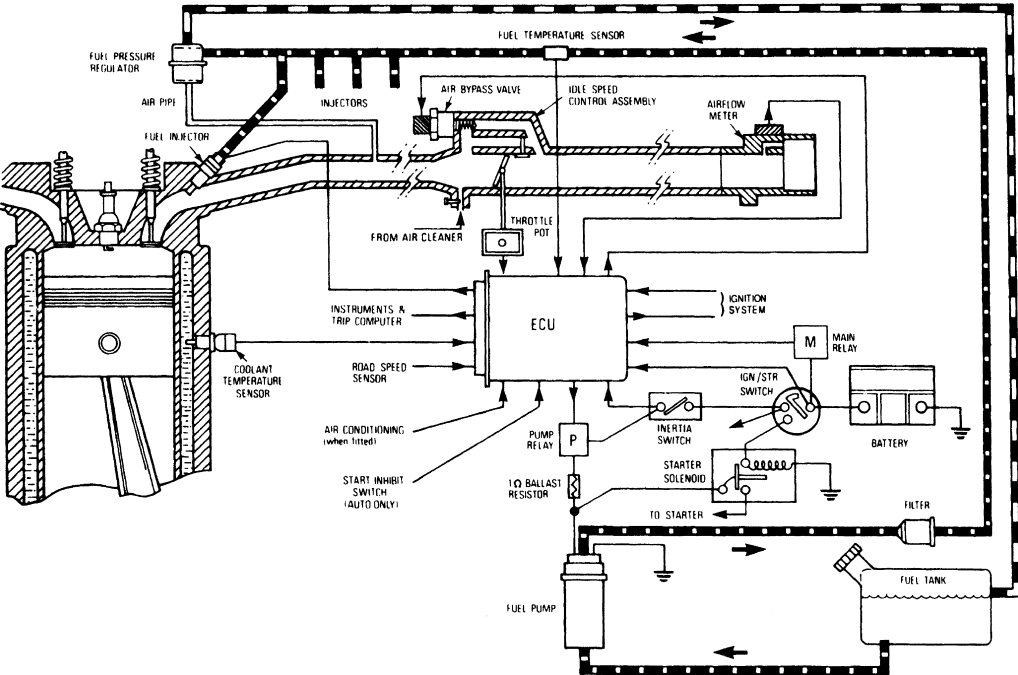 FUEL TEMPERATURE SENSOR
FUEL PRESSURE
REGULATOR
AIR PIPE
INJECTORS
AIR BYPASS VALVE
IDLE SPEED
CONTROL ASSEMBLY
AIRFLOW
METER
FUEL INJECTOR
FROM AIR CLEANER
THROTTLE
POT
INSTRUMENTS &
TRIP COMPUTER
ECU
IGNITION
SYSTEM
M
MAIN
RELAY
COOLANT
TEMPERATURE
SENSOR
ROAD SPEED
SENSOR
IGN/STR
SWITCH
AIR CONDITIONING
(when fitted)
PUMP
RELAY
P
INERTIA
SWITCH
BATTERY
START INHIBIT
SWITCH
(AUTO ONLY)
1Ω BALLAST
RESISTOR
STARTER
SOLENOID
TO STARTER
FILTER
FUEL TANK
FUEL PUMP